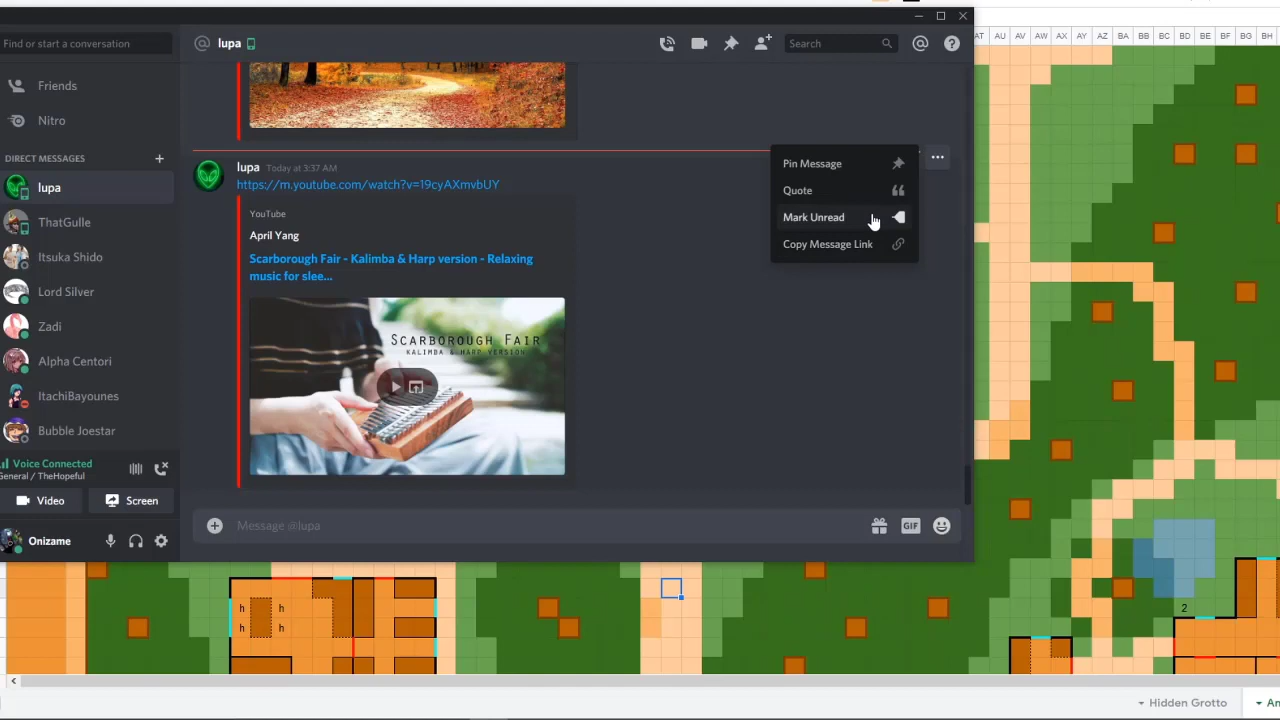 Find or start a conversation
lupa
Search
AT AU AV AW AX AY AZ BA BB BC BD BE BF BG BH
Friends
Nitro
DIRECT MESSAGES
lupa
ThatGulle
Itsuka Shido
Lord Silver
Zadi
Alpha Centori
ItachiBayounes
Bubble Joestar
Voice Connected
General / TheHopeful
Video
Screen
Onizame
lupa Today at 3:37 AM
https://m.youtube.com/watch?v=19cyAXmvbUY
YouTube
April Yang
Scarborough Fair - Kalimba & Harp version - Relaxing
music for slee...
SCARBOROUGH FAIR
KALIMBA & HARP VERSION
Pin Message
Quote
Mark Unread
Copy Message Link
Message @lupa
GIF
h h
h h
2
Hidden Grotto